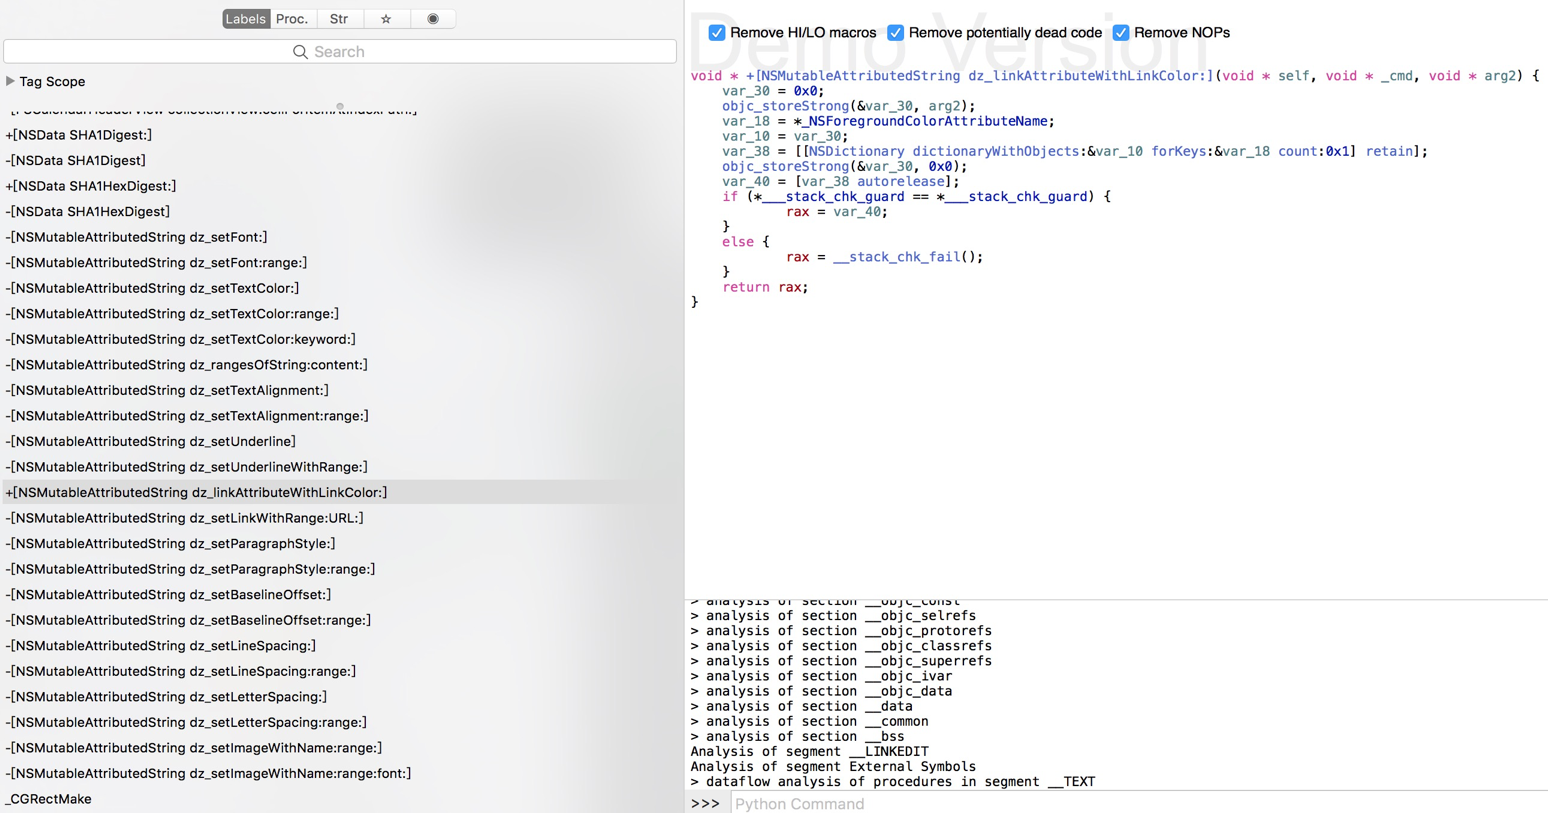 Labels Proc. Str
Search
Tag Scope
+[NSData SHA1Digest:]
-[NSData SHA1Digest]
+[NSData SHA1HexDigest:]
-[NSData SHA1HexDigest]
-[NSMutableAttributedString dz_setFont:]
-[NSMutableAttributedString dz_setFont:range:]
-[NSMutableAttributedString dz_setTextColor:]
-[NSMutableAttributedString dz_setTextColor:range:]
-[NSMutableAttributedString dz_setTextColor:keyword:]
-[NSMutableAttributedString dz_rangesOfString:content:]
-[NSMutableAttributedString dz_setTextAlignment:]
-[NSMutableAttributedString dz_setTextAlignment:range:]
-[NSMutableAttributedString dz_setUnderline]
-[NSMutableAttributedString dz_setUnderlineWithRange:]
+[NSMutableAttributedString dz_linkAttributeWithLinkColor:]
-[NSMutableAttributedString dz_setLinkWithRange:URL:]
-[NSMutableAttributedString dz_setParagraphStyle:]
-[NSMutableAttributedString dz_setParagraphStyle:range:]
-[NSMutableAttributedString dz_setBaselineOffset:]
-[NSMutableAttributedString dz_setBaselineOffset:range:]
-[NSMutableAttributedString dz_setLineSpacing:]
-[NSMutableAttributedString dz_setLineSpacing:range:]
-[NSMutableAttributedString dz_setLetterSpacing:]
-[NSMutableAttributedString dz_setLetterSpacing:range:]
-[NSMutableAttributedString dz_setImageWithName:range:]
-[NSMutableAttributedString dz_setImageWithName:range:font:]
_CGRectMake
Demo Version
Remove HI/LO macros Remove potentially dead code Remove NOPs
void * +[NSMutableAttributedString dz_linkAttributeWithLinkColor:](void * self, void * _cmd, void * arg2) {
    var_30 = 0x0;
    objc_storeStrong(&var_30, arg2);
    var_18 = *_NSForegroundColorAttributeName;
    var_10 = var_30;
    var_38 = [[NSDictionary dictionaryWithObjects:&var_10 forKeys:&var_18 count:0x1] retain];
    objc_storeStrong(&var_30, 0x0);
    var_40 = [var_38 autorelease];
    if (*___stack_chk_guard == *___stack_chk_guard) {
            rax = var_40;
    }
    else {
            rax = __stack_chk_fail();
    }
    return rax;
}
> analysis of section __objc_const
> analysis of section __objc_selrefs
> analysis of section __objc_protorefs
> analysis of section __objc_classrefs
> analysis of section __objc_superrefs
> analysis of section __objc_ivar
> analysis of section __objc_data
> analysis of section __data
> analysis of section __common
> analysis of section __bss
Analysis of segment __LINKEDIT
Analysis of segment External Symbols
> dataflow analysis of procedures in segment __TEXT
>>> Python Command